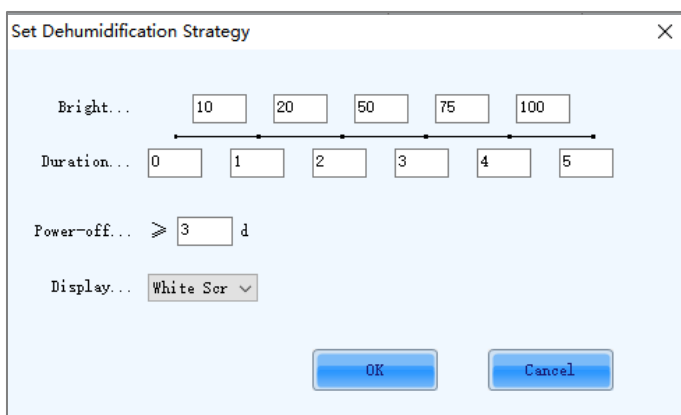 Set Dehumidification Strategy
Bright... 10 20 50 75 100
Duration... 0 1 2 3 4 5
Power-off... ≥ 3 d
Display... White Scr
OK Cancel